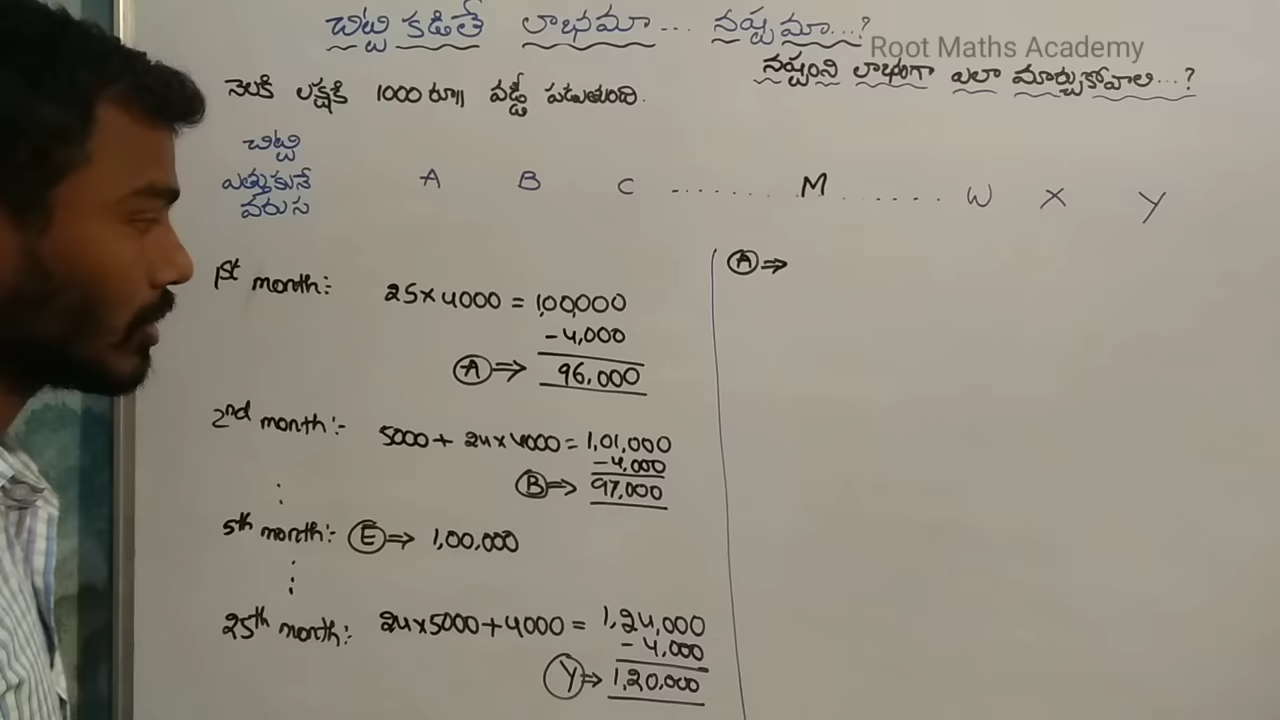 చిట్టి కడితే లాభమా... నష్టమా...?
Root Maths Academy
నష్టంని లాభంగా ఎలా మార్చుకోవాలి...?
నెలకి లక్షకి 1000 రూ॥ వడ్డీ పడుతుంది.
చిట్టి
ఎత్తుకునే
వరుస
A B C ........ M ....... W X Y
1st month:- 25×4000 = 1,00,000
-4,000
A ⇒ 96,000
2nd month:- 5000 + 24×4000 = 1,01,000
-4,000
B ⇒ 97,000
:
5th month:- E ⇒ 1,00,000
⋮
25th month:- 24×5000+4000 = 1,24,000
-4,000
Y ⇒ 1,20,000
A ⇒